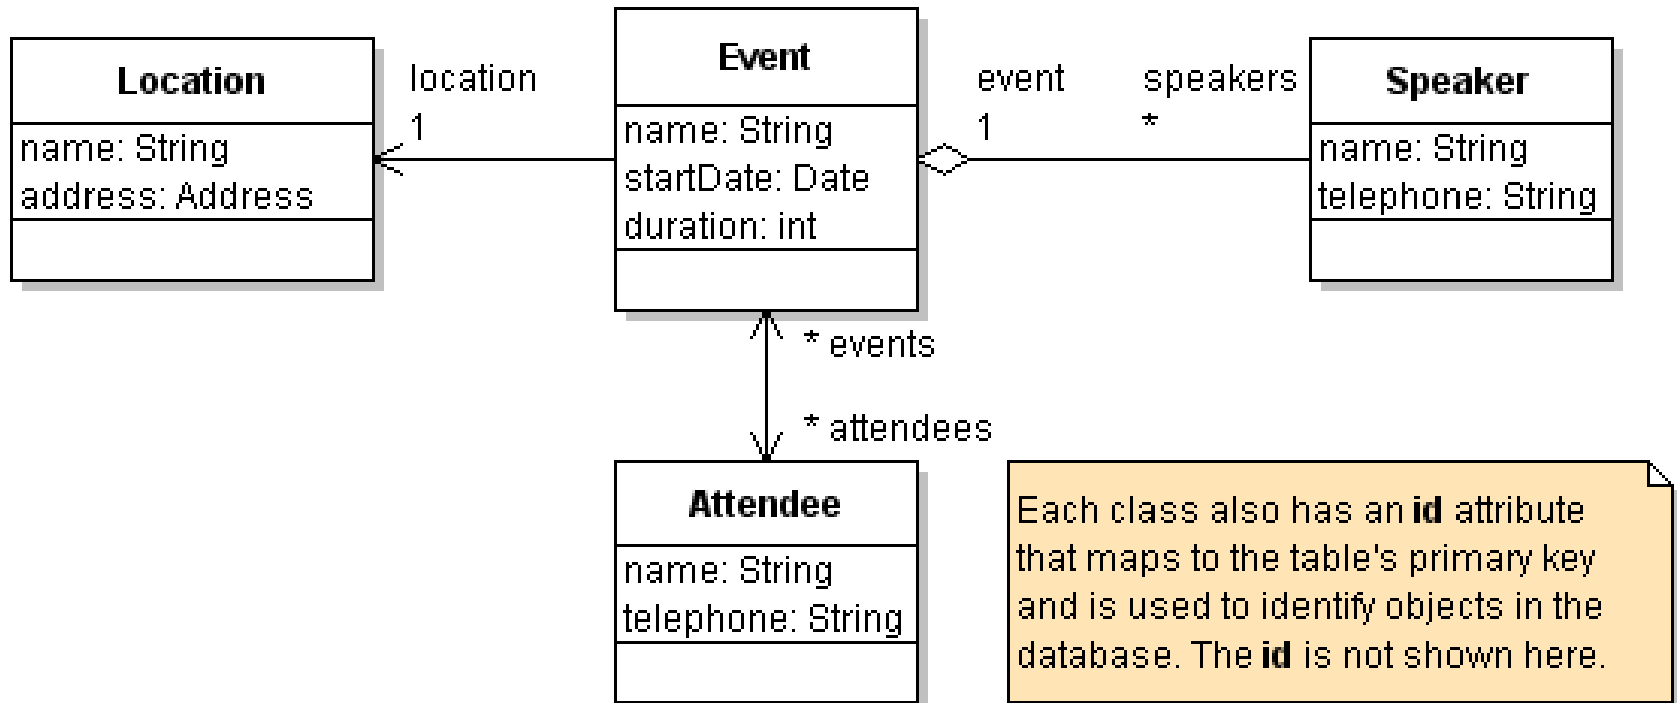 Location
name: String
address: Address
location
1
Event
name: String
startDate: Date
duration: int
event
1
speakers
*
Speaker
name: String
telephone: String
* events
* attendees
Attendee
name: String
telephone: String
Each class also has an id attribute
that maps to the table's primary key
and is used to identify objects in the
database. The id is not shown here.